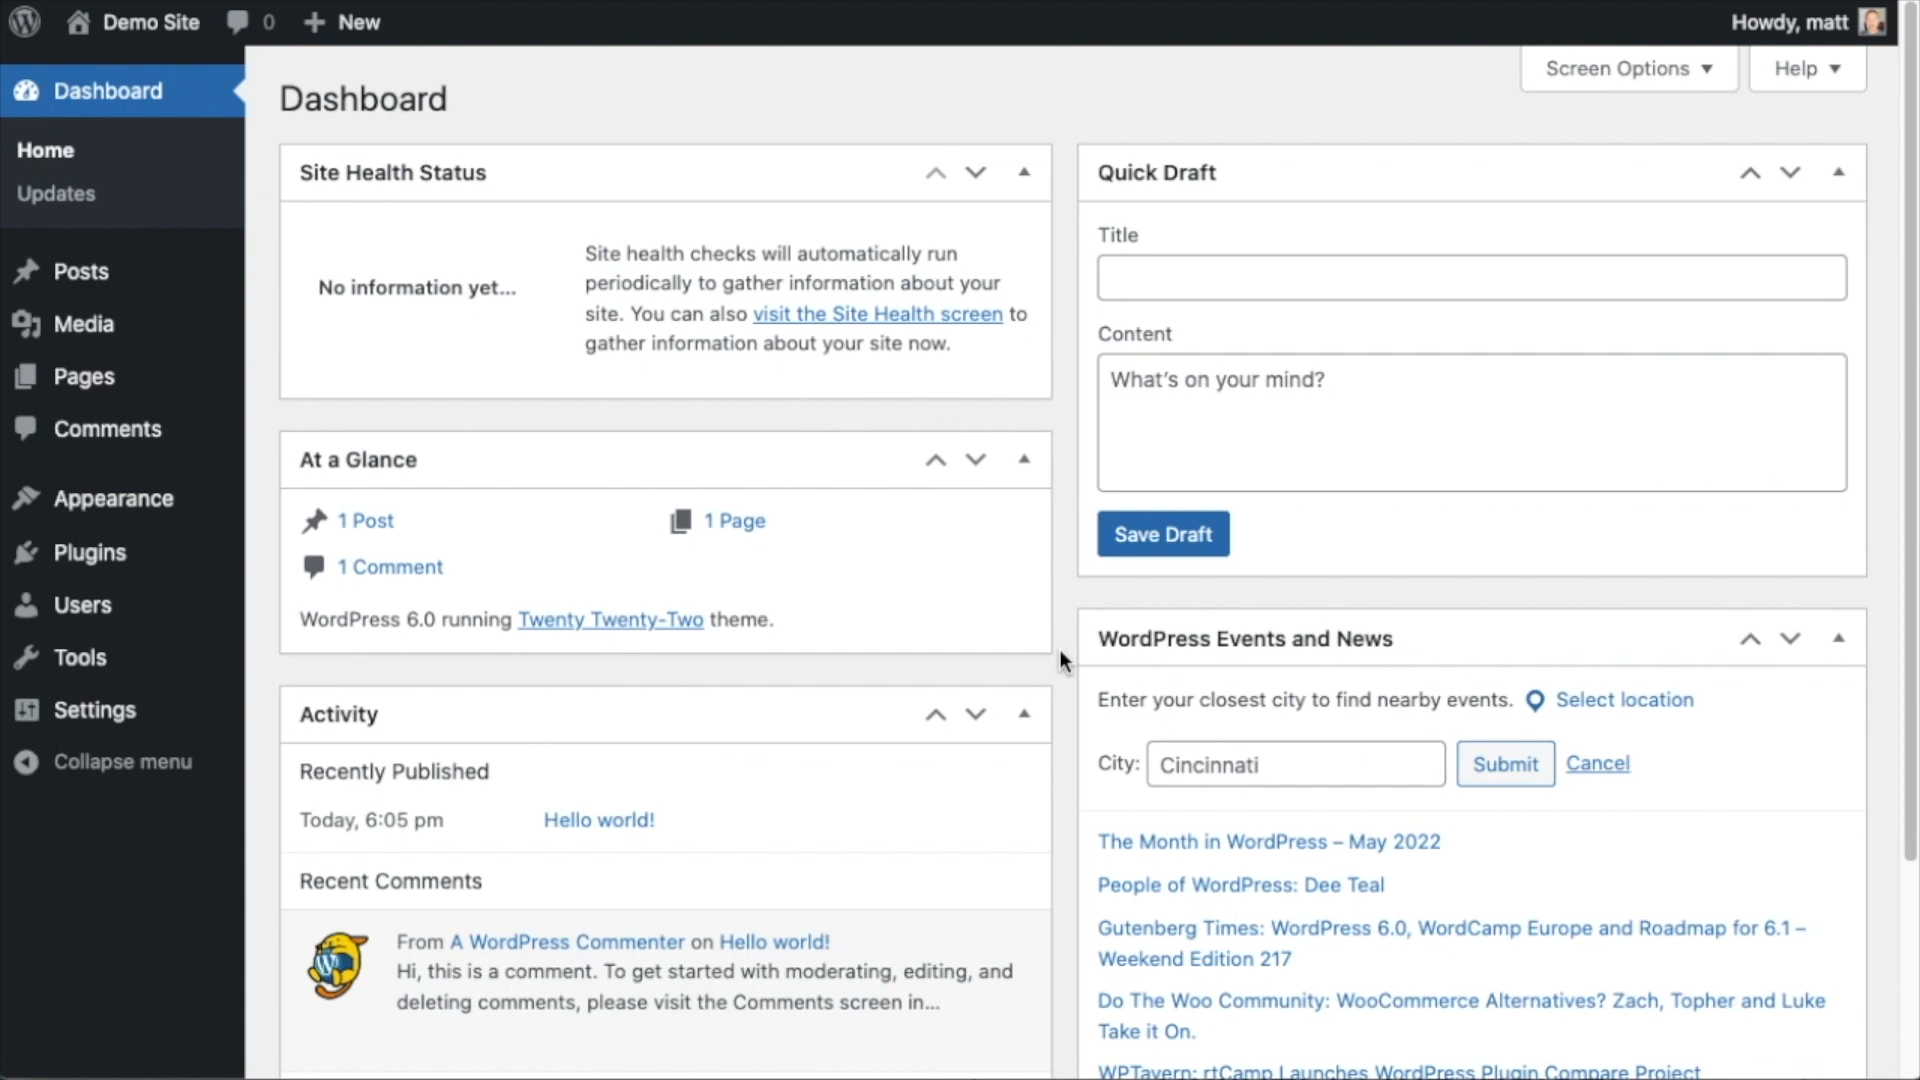 Demo Site
0
New
Howdy, matt
Dashboard
Home
Updates
Posts
Media
Pages
Comments
Appearance
Plugins
Users
Tools
Settings
Collapse menu
Screen Options
Help
Dashboard
Site Health Status
No information yet...
Site health checks will automatically run
periodically to gather information about your
site. You can also visit the Site Health screen to
gather information about your site now.
At a Glance
1 Post
1 Page
1 Comment
WordPress 6.0 running Twenty Twenty-Two theme.
Activity
Recently Published
Today, 6:05 pm
Hello world!
Recent Comments
From A WordPress Commenter on Hello world!
Hi, this is a comment. To get started with moderating, editing, and
deleting comments, please visit the Comments screen in...
Quick Draft
Title
Content
What's on your mind?
Save Draft
WordPress Events and News
Enter your closest city to find nearby events. Select location
City: Cincinnati Submit Cancel
The Month in WordPress – May 2022
People of WordPress: Dee Teal
Gutenberg Times: WordPress 6.0, WordCamp Europe and Roadmap for 6.1 –
Weekend Edition 217
Do The Woo Community: WooCommerce Alternatives? Zach, Topher and Luke
Take it On.
WPTavern: rtCamp Launches WordPress Plugin Compare Project